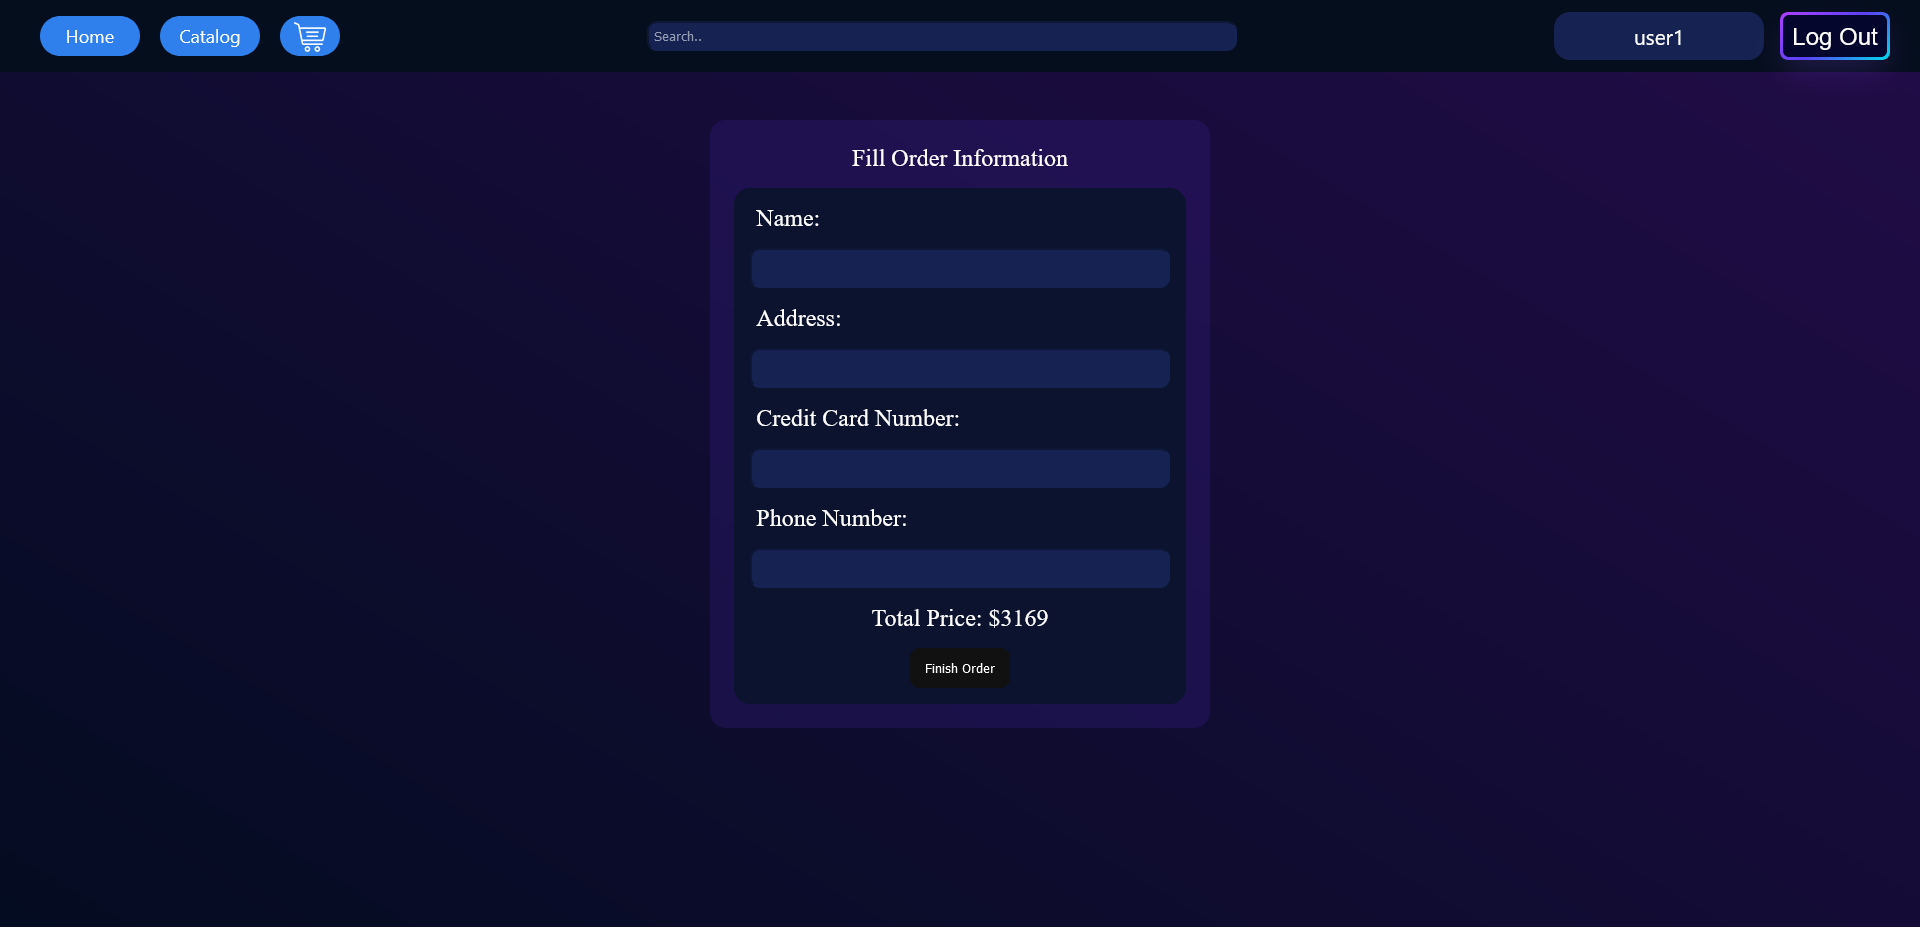 Home
Catalog
Search..
user1
Log Out
Fill Order Information
Name:
Address:
Credit Card Number:
Phone Number:
Total Price: $3169
Finish Order